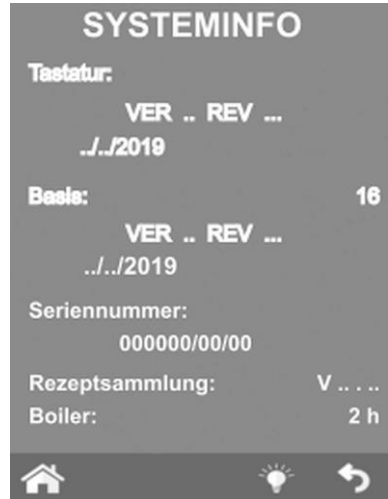 SYSTEMINFO
Tastatur:
VER .. REV ...
../../2019
Basis: 16
VER .. REV ...
../../2019
Seriennummer:
000000/00/00
Rezeptsammlung: V .. . ..
Boiler: 2 h